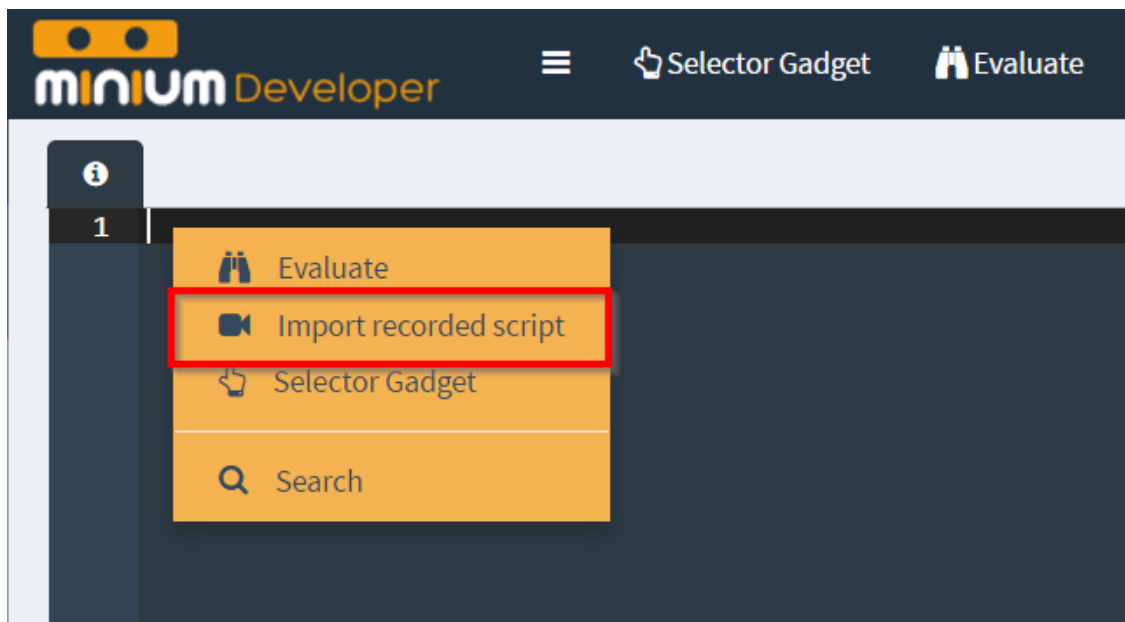 minium Developer
Selector Gadget
Evaluate
1
Evaluate
Import recorded script
Selector Gadget
Search